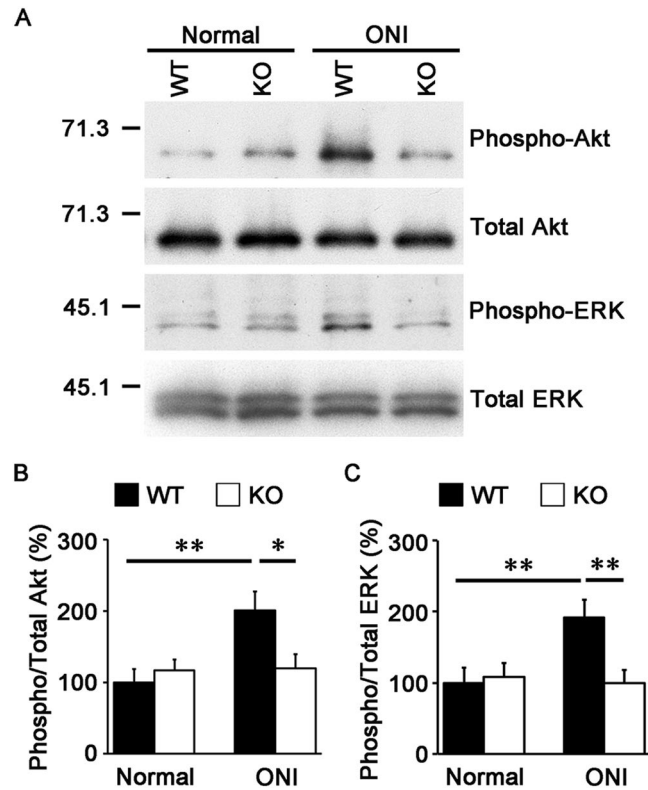 A
Normal ONI
WT KO WT KO
71.3 Phospho-Akt
71.3 Total Akt
45.1 Phospho-ERK
45.1 Total ERK
B
WT KO
Phospho/Total Akt (%)
300
200
100
0
** *
Normal ONI
C
WT KO
Phospho/Total ERK (%)
300
200
100
0
** **
Normal ONI